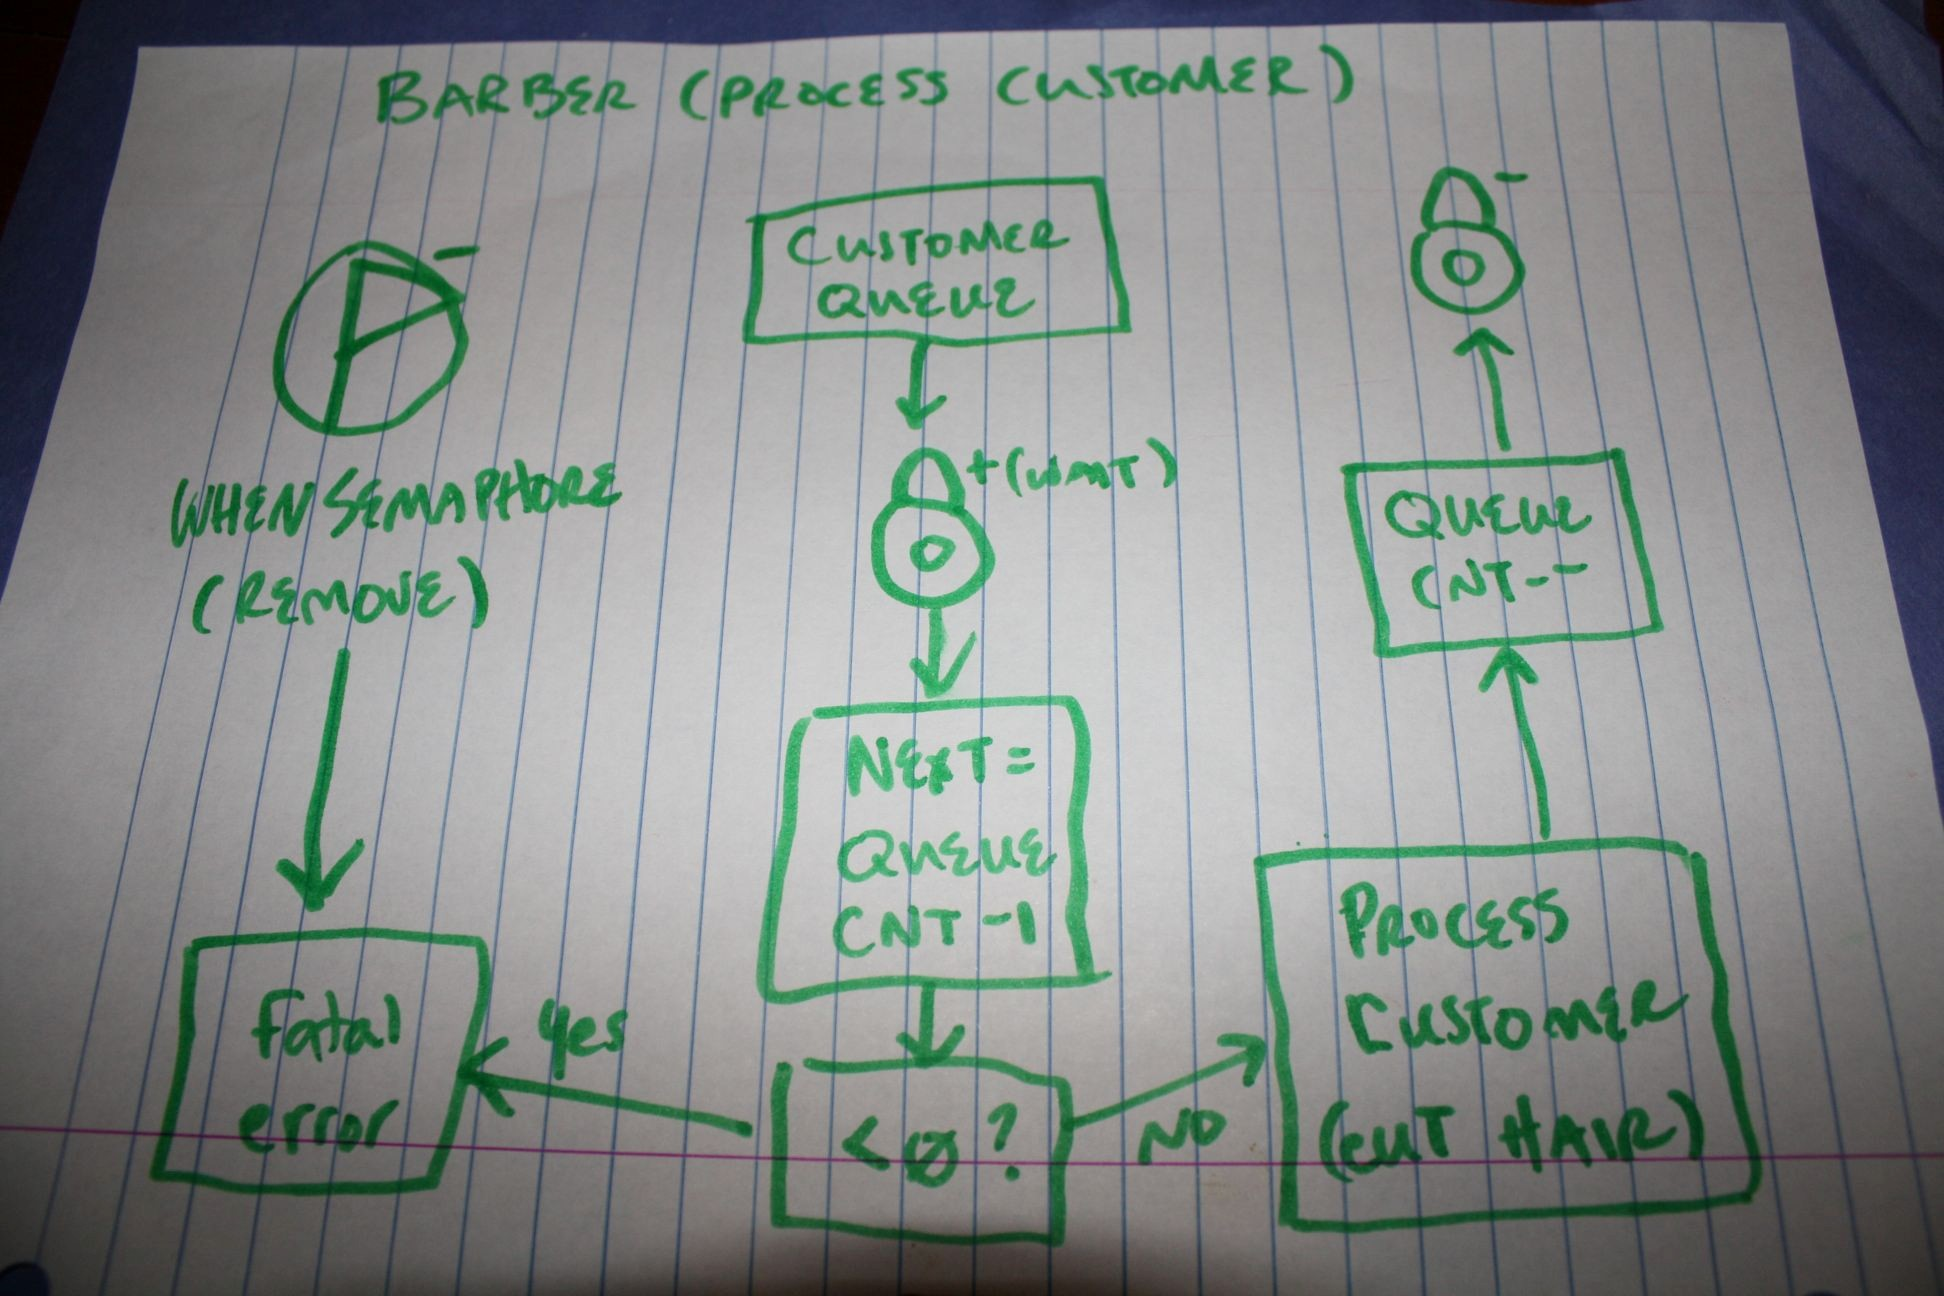 BARBER (PROCESS CUSTOMER)
-
WHEN SEMAPHORE
(REMOVE)
fatal
error
yes
CUSTOMER
QUEUE
+(WAIT)
NEXT =
QUEUE
CNT -1
< 0 ?
NO
PROCESS
CUSTOMER
(CUT HAIR)
QUEUE
CNT--
-